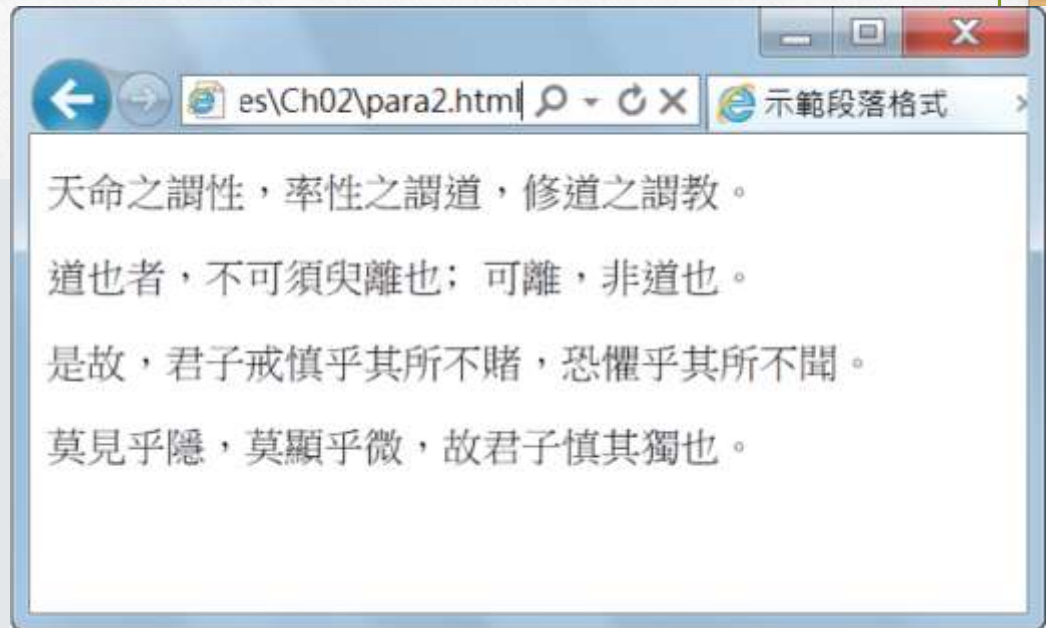 es\Ch02\para2.html
示範段落格式
天命之謂性，率性之謂道，修道之謂教。
道也者，不可須臾離也; 可離，非道也。
是故，君子戒慎乎其所不賭，恐懼乎其所不聞。
莫見乎隱，莫顯乎微，故君子慎其獨也。